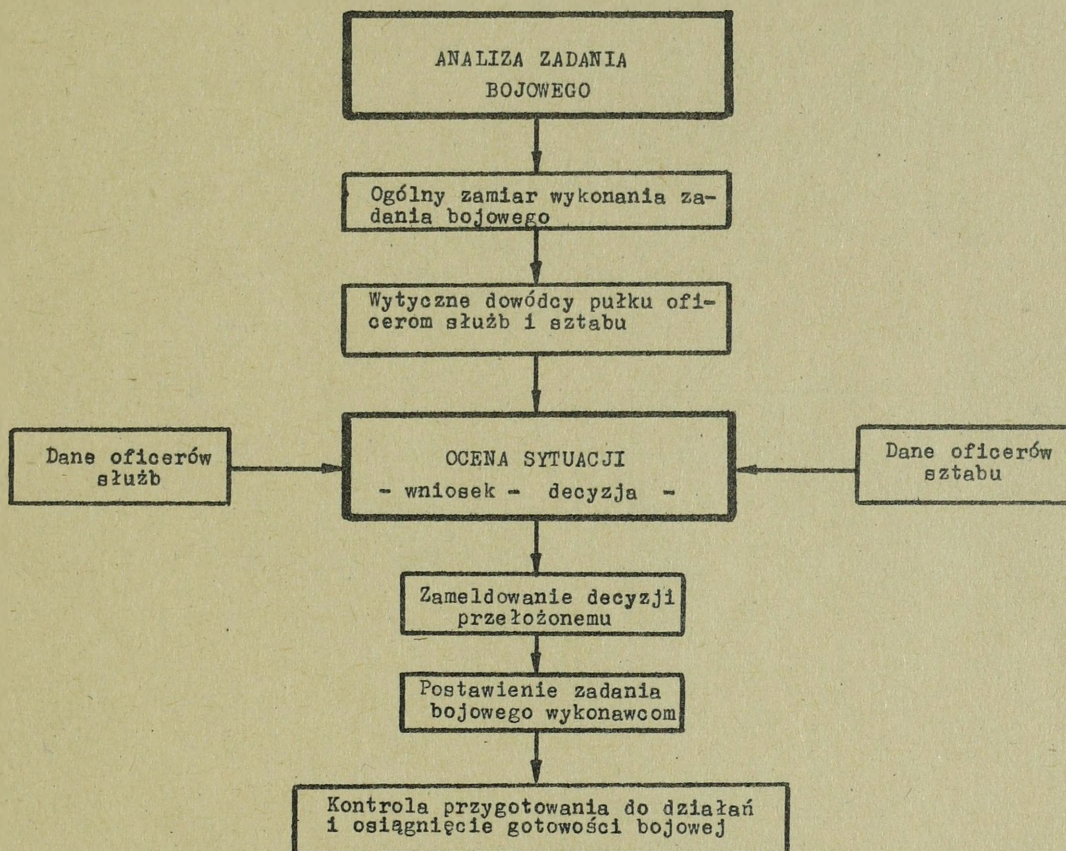 ANALIZA ZADANIA
BOJOWEGO
Ogólny zamiar wykonania za-
dania bojowego
Wytyczne dowódcy pułku ofi-
cerom służb i sztabu
Dane oficerów
służb
OCENA SYTUACJI
- wniosek - decyzja -
Dane oficerów
sztabu
Zameldowanie decyzji
przełożonemu
Postawienie zadania
bojowego wykonawcom
Kontrola przygotowania do działań
i osiągnięcie gotowości bojowej